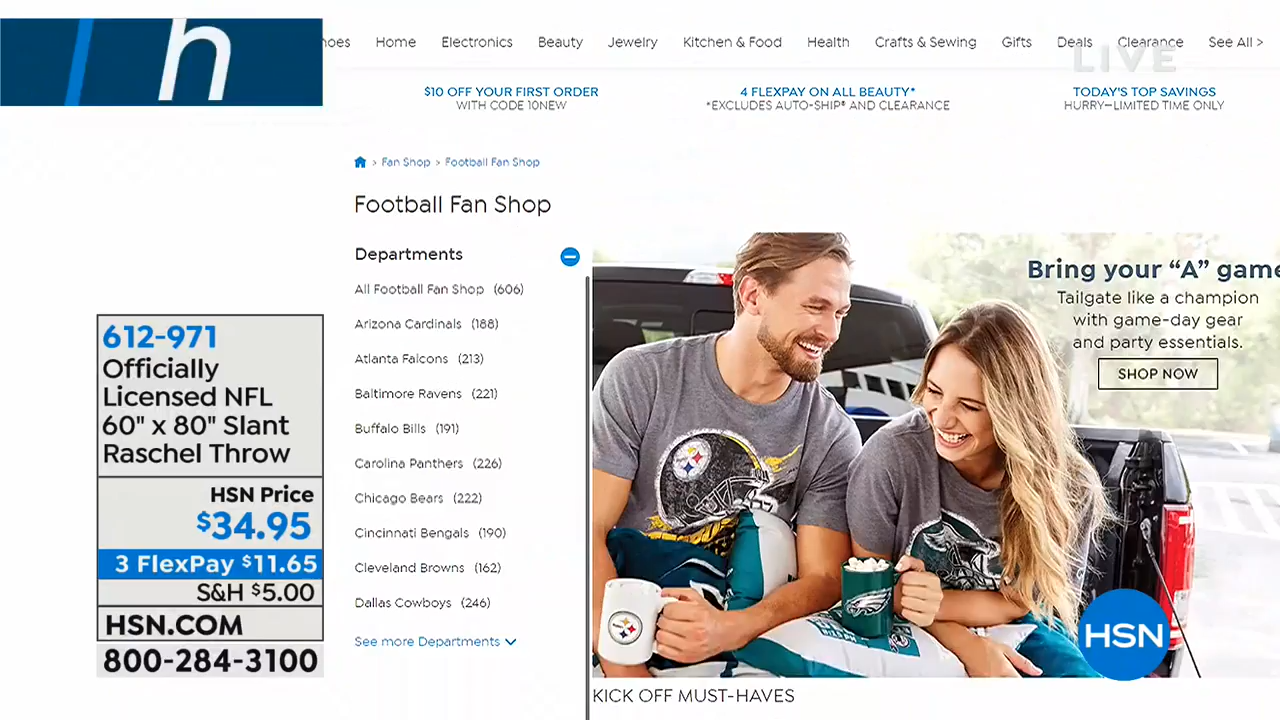 h
Home Electronics Beauty Jewelry Kitchen & Food Health Crafts & Sewing Gifts Deals Clearance See All >
LIVE
$10 OFF YOUR FIRST ORDER
WITH CODE 10NEW
4 FLEXPAY ON ALL BEAUTY*
*EXCLUDES AUTO-SHIP® AND CLEARANCE
TODAY'S TOP SAVINGS
HURRY—LIMITED TIME ONLY
> Fan Shop > Football Fan Shop
Football Fan Shop
Departments
All Football Fan Shop (606)
Arizona Cardinals (188)
Atlanta Falcons (213)
Baltimore Ravens (221)
Buffalo Bills (191)
Carolina Panthers (226)
Chicago Bears (222)
Cincinnati Bengals (190)
Cleveland Browns (162)
Dallas Cowboys (246)
See more Departments
612-971
Officially
Licensed NFL
60" x 80" Slant
Raschel Throw
HSN Price
$34.95
3 FlexPay $11.65
S&H $5.00
HSN.COM
800-284-3100
Bring your “A” game
Tailgate like a champion
with game-day gear
and party essentials.
SHOP NOW
HSN
KICK OFF MUST-HAVES